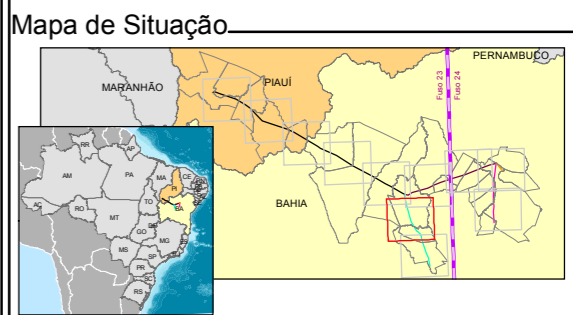 Mapa de Situação
PERNAMBUCO
MARANHÃO
PIAUÍ
Fuso 23
Fuso 24
BAHIA
RR
AP
AM
PA
MA
CE
PI
AC
RO
TO
BA
MT
GO
MG
MS
SP
PR
SC
RS